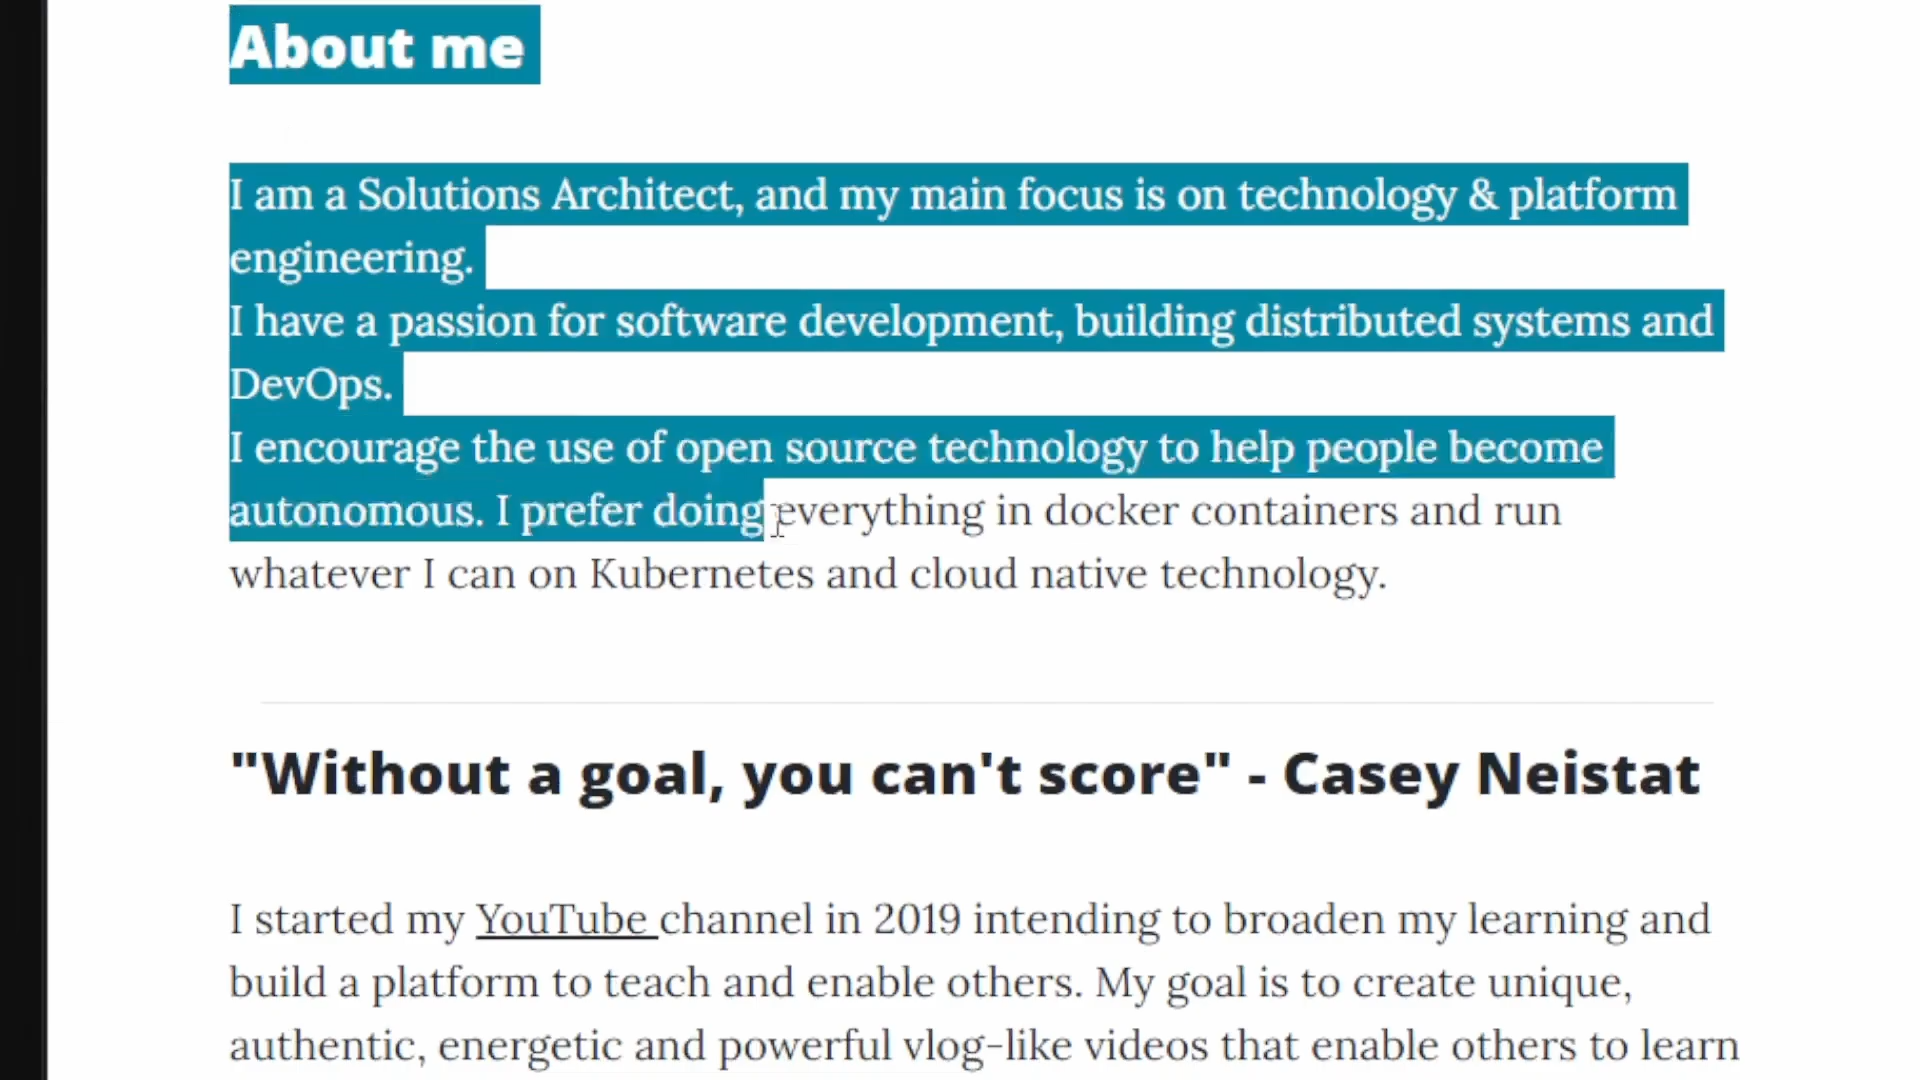 About me
I am a Solutions Architect, and my main focus is on technology & platform
engineering.
I have a passion for software development, building distributed systems and
DevOps.
I encourage the use of open source technology to help people become
autonomous. I prefer doing everything in docker containers and run
whatever I can on Kubernetes and cloud native technology.
"Without a goal, you can't score" - Casey Neistat
I started my YouTube channel in 2019 intending to broaden my learning and
build a platform to teach and enable others. My goal is to create unique,
authentic, energetic and powerful vlog-like videos that enable others to learn